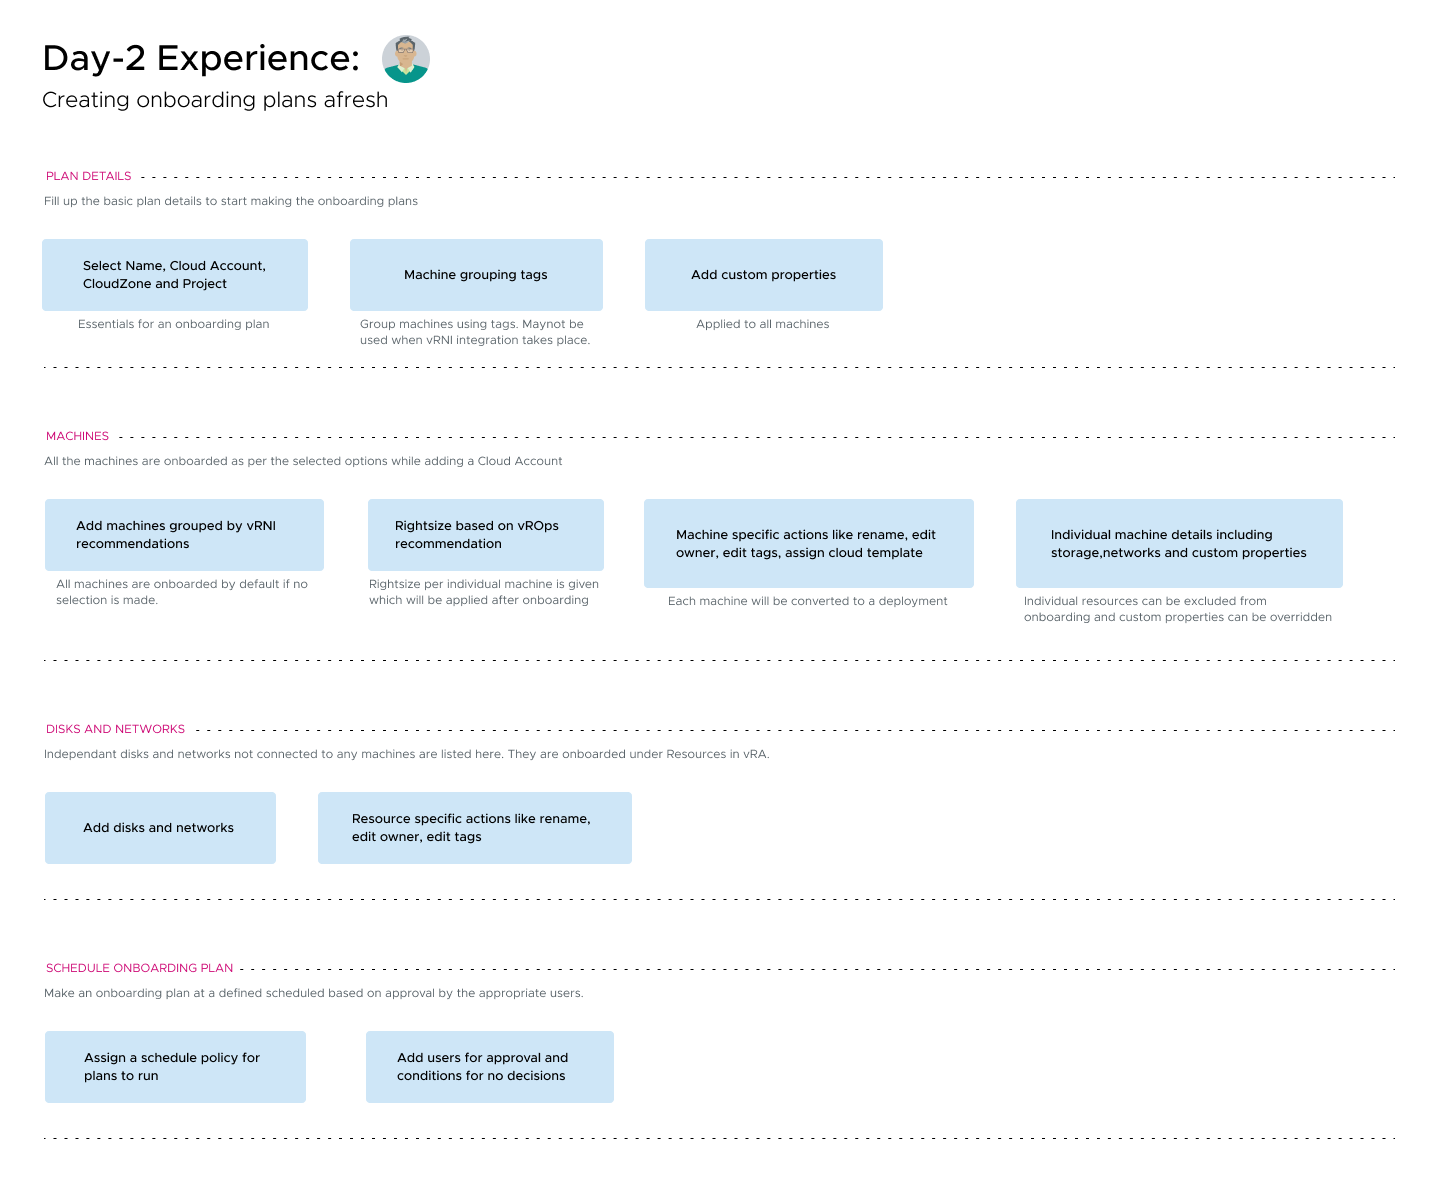 Day-2 Experience:
Creating onboarding plans afresh
PLAN DETAILS
Fill up the basic plan details to start making the onboarding plans
Select Name, Cloud Account,
CloudZone and Project
Essentials for an onboarding plan
Machine grouping tags
Group machines using tags. Maynot be
used when vRNI integration takes place.
Add custom properties
Applied to all machines
MACHINES
All the machines are onboarded as per the selected options while adding a Cloud Account
Add machines grouped by vRNI
recommendations
All machines are onboarded by default if no
selection is made.
Rightsize based on vROps
recommendation
Rightsize per individual machine is given
which will be applied after onboarding
Machine specific actions like rename, edit
owner, edit tags, assign cloud template
Each machine will be converted to a deployment
Individual machine details including
storage,networks and custom properties
Individual resources can be excluded from
onboarding and custom properties can be overridden
DISKS AND NETWORKS
Independant disks and networks not connected to any machines are listed here. They are onboarded under Resources in vRA.
Add disks and networks
Resource specific actions like rename,
edit owner, edit tags
SCHEDULE ONBOARDING PLAN
Make an onboarding plan at a defined scheduled based on approval by the appropriate users.
Assign a schedule policy for
plans to run
Add users for approval and
conditions for no decisions